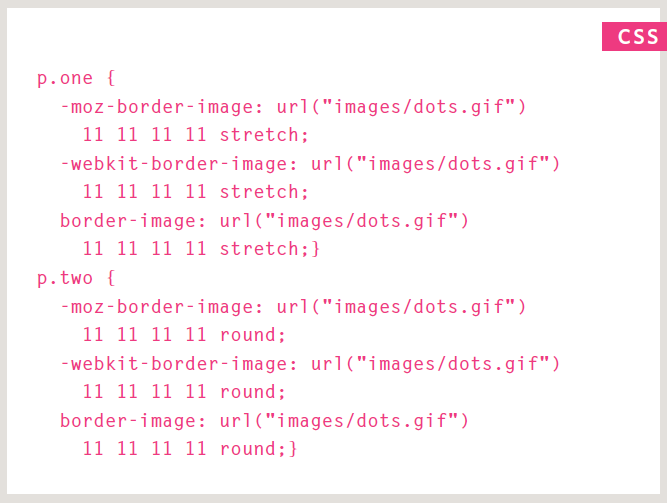 CSS
p.one {
-moz-border-image: url("images/dots.gif")
11 11 11 11 stretch;
-webkit-border-image: url("images/dots.gif")
11 11 11 11 stretch;
border-image: url("images/dots.gif")
11 11 11 11 stretch;}
p.two {
-moz-border-image: url("images/dots.gif")
11 11 11 11 round;
-webkit-border-image: url("images/dots.gif")
11 11 11 11 round;
border-image: url("images/dots.gif")
11 11 11 11 round;}